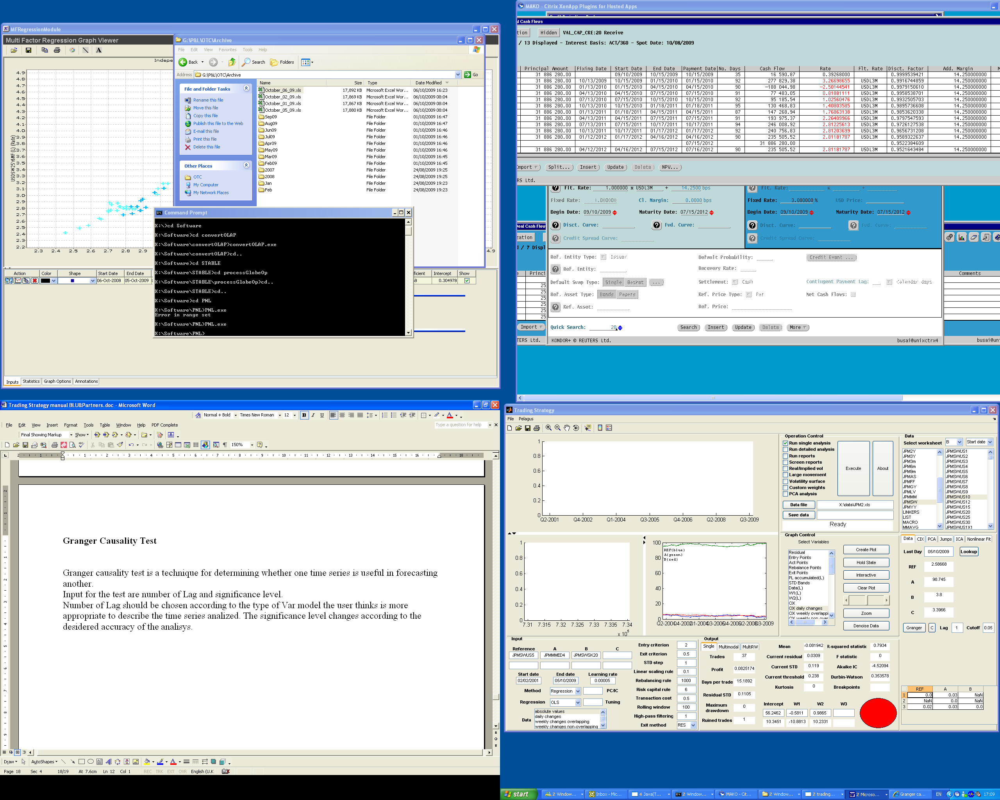 MFRegressionModule
Multi Factor Regression Graph Viewer
Indepe
USDSW25Y6MF (L) (Rate)
4.9
4.8
4.7
4.6
4.5
4.4
4.3
4.2
4.1
4.0
3.9
3.8
3.7
3.6
3.5
3.4
3.3
3.2
3.1
3.0
2.9
2.8
2.7
2.6
2.5
2.4
2.3
2.2
2.3 2.4 2.5 2.6 2.7 2.8 2.9 4.9
Action Color Shape Start Date End Date ficient Intercept Show
06-Oct-2008 05-Oct-2009 8 0.304978
Inputs Statistics Graph Options Annotations
G:\P&L\OTC\Archive
File Edit View Favorites Tools Help
Back Search Folders
Address G:\P&L\OTC\Archive Go
File and Folder Tasks
Rename this file
Move this file
Copy this file
Publish this file to the Web
E-mail this file
Print this file
Delete this file
Other Places
OTC
My Computer
My Network Places
Name Size Type Date Modified
October_06_09.xls 17,892 KB Microsoft Excel Wor... 06/10/2009 16:23
October_02_09.xls 17,869 KB Microsoft Excel Wor... 06/10/2009 08:04
October_01_09.xls 17,867 KB Microsoft Excel Wor... 06/10/2009 08:04
October_05_09.xls 17,880 KB Microsoft Excel Wor... 06/10/2009 08:04
Sep09 File Folder 01/10/2009 16:47
Aug09 File Folder 01/10/2009 16:47
Jun09 File Folder 01/10/2009 16:46
Jul09 File Folder 01/10/2009 16:46
Apr09 File Folder 01/10/2009 16:46
May09 File Folder 01/10/2009 16:46
Mar09 File Folder 01/10/2009 16:45
Feb09 File Folder 01/10/2009 16:45
2007 File Folder 24/08/2009 19:25
2008 File Folder 24/08/2009 19:25
Jan File Folder 24/08/2009 19:23
Feb File Folder 24/08/2009 19:23
Command Prompt
X:\>cd Software
X:\Software>cd convertOLAP
X:\Software\convertOLAP>convertOLAP.exe
X:\Software\convertOLAP>cd..
X:\Software>cd STABLE
X:\Software\STABLE>cd processGlobeOp
X:\Software\STABLE\processGlobeOp>cd..
X:\Software\STABLE>cd..
X:\Software>cd PNL
X:\Software\PNL>PNL.exe
Error in range set
X:\Software\PNL>PNL.exe
X:\Software\PNL>
MAKO - Citrix XenApp Plugins for Hosted Apps
l Cash Flows
tion Hidden VAL_CAP_CRE:20 Receive
/ 13 Displayed - Interest Basis: ACT/360 - Spot Date: 10/08/2009
Principal Amount Fixing Date Start Date End Date Payment Date No. Days Cash Flow Rate Flt. Rate Disct. Factor Add. Margin M
31 886 280.00 09/10/2009 10/15/2009 10/15/2009 35 16 590.87 0.39268000 0.9999539421 14.250000000
31 886 280.00 10/13/2009 10/15/2009 01/15/2010 01/15/2010 92 277 829.38 3.26698655 USDL3M 0.9916744859 14.250000000
31 886 280.00 01/13/2010 01/15/2010 04/15/2010 04/15/2010 90 -188 044.98 -2.50144541 USDL3M 0.9979150610 14.250000000
31 886 280.00 04/13/2010 04/15/2010 07/15/2010 07/15/2010 91 77 483.05 0.81881111 USDL3M 0.9958538701 14.250000000
31 886 280.00 07/13/2010 07/15/2010 10/15/2010 10/15/2010 92 95 185.54 1.02560476 USDL3M 0.9932505703 14.250000000
31 886 280.00 10/13/2010 10/15/2010 01/18/2011 01/18/2011 95 130 468.83 1.40803585 USDL3M 0.9895736608 14.250000000
31 886 280.00 01/13/2011 01/18/2011 04/15/2011 04/15/2011 87 147 268.94 1.76863138 USDL3M 0.9853620338 14.250000000
31 886 280.00 04/13/2011 04/15/2011 07/15/2011 07/15/2011 91 193 975.37 2.26409966 USDL3M 0.9797547593 14.250000000
31 886 280.00 07/13/2011 07/15/2011 10/17/2011 10/17/2011 94 246 008.92 2.81225613 USDL3M 0.9726127538 14.250000000
31 886 280.00 10/13/2011 10/17/2011 01/17/2012 01/17/2012 92 240 756.83 2.81203699 USDL3M 0.9656731208 14.250000000
31 886 280.00 01/12/2012 01/17/2012 04/16/2012 04/16/2012 90 235 505.52 2.81181787 USDL3M 0.9589322637 14.250000000
07/15/2012 31 886 280.00 0.9522384609
31 886 280.00 04/12/2012 04/16/2012 07/15/2012 07/16/2012 90 235 505.52 2.81181787 USDL3M 0.9521643484 14.250000000
Import Split... Insert Update Delete NPV...
RS Ltd.
Flt. Rate: 1.000000 x USDL3M + 14.2500 bps Flt. Rate: x +
Fixed Rate: 1.000000 Cl. Margin: 0.0000 bps Fixed Rate: 3.000000 % USD Price:
Begin Date: 09/10/2009 Maturity Date: 07/15/2012 Begin Date: 09/10/2009 Maturity Date: 07/15/2012
Disct. Curve: Fwd. Curve: Disct. Curve: Fwd. Curve:
Credit Spread Curve: Credit Spread Curve:
eal Cash Flow
zation
d / 7 Displ
e Princi
25
25
25
25
25
25
Comments
Ref. Entity Type: Issuer Default Probability: Credit Event ...
Ref. Entity: Recovery Rate:
Default Swap Type: Single Basket ... Settlement: Cash Contingent Payment Lag: Calendar days
Ref. Asset Type: Bonds Papers Ref. Price Type: Par Net Cash Flows:
Ref. Asset: Ref. Price:
Import Quick Search: 20 Search Insert Update Delete More
TERS Ltd. KONDOR+ © REUTERS Ltd. busai@unixctrx4 busai@uni
Trading Strategy manual BLU&Partners.doc - Microsoft Word
Normal + Bold Times New Roman 12 B I U
File Edit View Insert Format Tools Table Window Help PDF Complete Type a question for help
Final Showing Markup Show
150%
2 1 1 2 3 4 5 6 7 8 9 10 11 12 13 14 15 16 18
Granger Causality Test
Granger causality test is a technique for determining whether one time series is useful in forecasting
another.
Input for the test are number of Lag and significance level.
Number of Lag should be chosen according to the type of Var model the user thinks is more
appropriate to describe the time series analized. The significance level changes according to the
desidered accuracy of the analisys.
Draw AutoShapes
Page 18 Sec 4 18/19 At 7.6cm Ln 12 Col 1 REC TRK EXT OVR English (U.K
Trading Strategy
File Pelagus
1
0.8
0.6
0.4
0.2
0
Q2-2001 Q4-2002 Q1-2004 Q3-2005 Q4-2006 Q2-2008 Q3-2009
1
0.8
0.6
0.4
0.2
0
7.31 7.315 7.32 7.325 7.33 7.335 7.34
x 10^5
100
80
60
40
20
0
REF(blue)
A(green)
B(red)
Operation Control
Run single analysis
Run detailed analysis
Run reports
Screen reports
Real/Implied vol
Large movement
Volatility surface
Custom weights
PCA analysis
Execute About
Data file X:\data\JPM2.xls
Save data
Ready
Data
Select worksheet B Start date
JPM2Y
JPM3Y
JPM3m
JPM6m
JPM9m
JPMAS
JPMFF
JPMGY
JPMLV
JPMMM
JPMSW
JPMYY
LINKERS
LIST
MACRO
MMAVG
JPMSWUS1
JPMSWUS2
JPMSWUS3
JPMSWUS4
JPMSWUS5
JPMSWUS6
JPMSWUS7
JPMSWUS8
JPMSWUS9
JPMSWUS10
JPMSWUS12
JPMSWUS15
JPMSWUS20
JPMSWUS25
JPMSWUS30
JPMSWUS1X1
Graph Control
Select Variables
Residual
Entry Points
Act Points
Rebalance Points
Exit Points
PL accumulated(L)
STD Bands
Data(L)
W1(L)
W2(L)
CIX
CIX daily changes
CIX weekly overlappi
CIX weekly non-over
Create Plot
Hold State
Interactive
Clear Plot
Zoom
Denoise Data
Data CIX PCA Jumps ICA Nonlinear Fit
Last Day 05/10/2009 Lookup
REF 2.58668
A 98.745
B 3.8
C 3.3966
Granger C Lag 1 Cutoff 0.05
REF A B
1 0.0 0.03 NaN
2 NaN 0.0 NaN
3 0.02 0.03 0.0
Input
Reference A B C
JPMSWUS5 JPMMMED4 JPMSWSK20
Start date End date Learning rate
02/02/2001 05/10/2009 0.00005
Method Regression PC/IC
Regression OLS Tuning
Data
absolute values
daily changes
weekly changes overlapping
weekly changes non-overlapping
Entry criterion 2
Exit criterion 0.5
STD step 1
Linear scaling rule 0.1
Rebalancing rule 1000
Risk capital rule 6
Transaction cost 0.5
Rolling window 100
High-pass filtering 1
Exit method RES
Output
Single Multimodal MultiRW
Trades 37
Profit 0.0825174
Days per trade 15.1892
Residual STD 0.1105
Maximum drawdown 0
Ruined trades 1
Mean -0.081942 R-squared statistic 0.7934
Current residual 0.0309 F statistic 0
Current STD 0.119 Akaike IC -4.52094
Current threshold 0.238 Durbin-Watson 0.353578
Kurtosis 0 Breakpoints
Intercept W1 W2 W3
56.2462 -0.5811 0.9865
10.3451 -10.8813 10.2331
start 2 Window... Inbox - Mic... 4 Java(T... 2 Window... MAKO - Cit... 2 Window... 2 trading... 2 Microso... Granger ca... EN 17:09